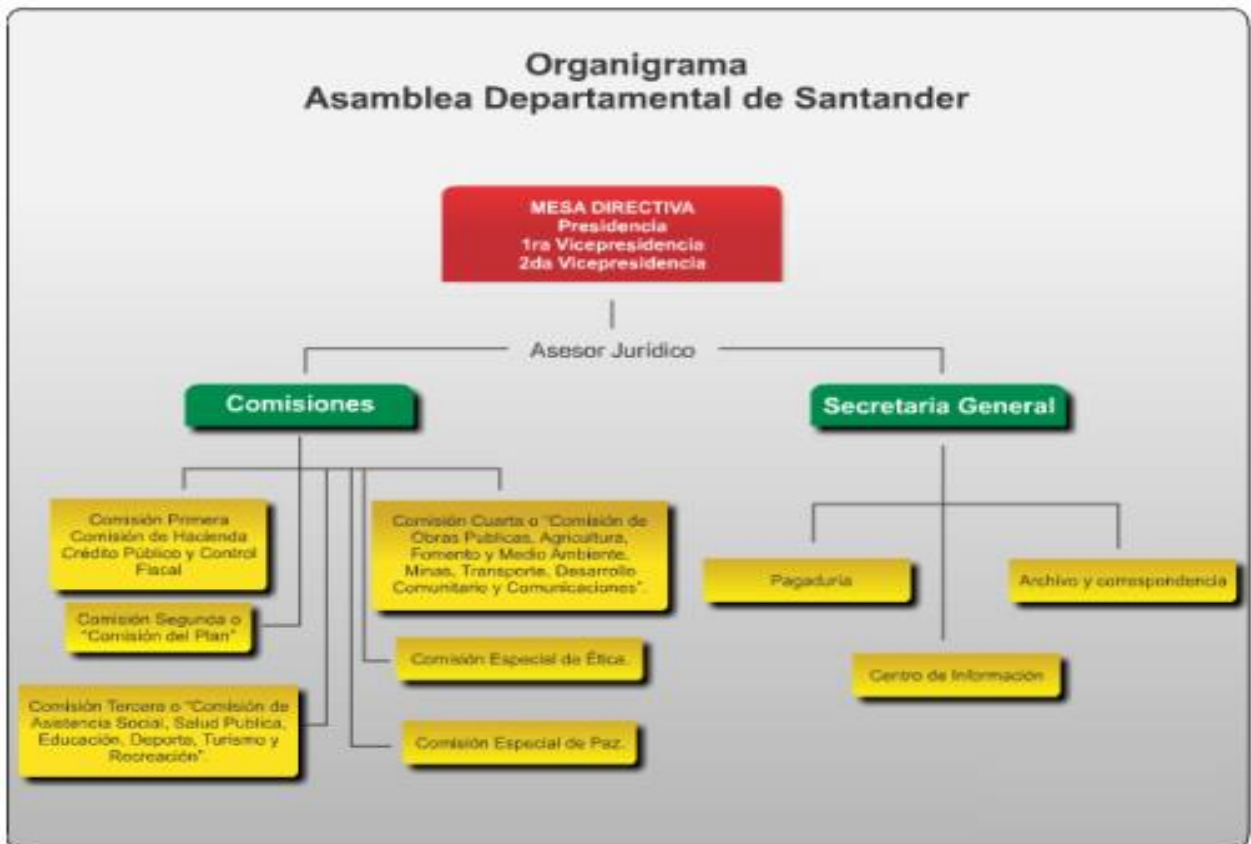 Organigrama
Asamblea Departamental de Santander
MESA DIRECTIVA
Presidencia
1ra Vicepresidencia
2da Vicepresidencia
Asesor Jurídico
Comisiones
Secretaria General
Comisión Primera
Comisión de Hacienda
Crédito Público y Control
Fiscal
Comisión Segunda o
"Comisión del Plan"
Comisión Tercera o "Comisión de
Asistencia Social, Salud Publica,
Educación, Deporte, Turismo y
Recreación".
Comisión Cuarta o "Comisión de
Obras Publicas, Agricultura,
Fomento y Medio Ambiente,
Minas, Transporte, Desarrollo
Comunitario y Comunicaciones".
Comisión Especial de Ética.
Comisión Especial de Paz.
Pagaduria
Archivo y correspondencia
Centro de Información